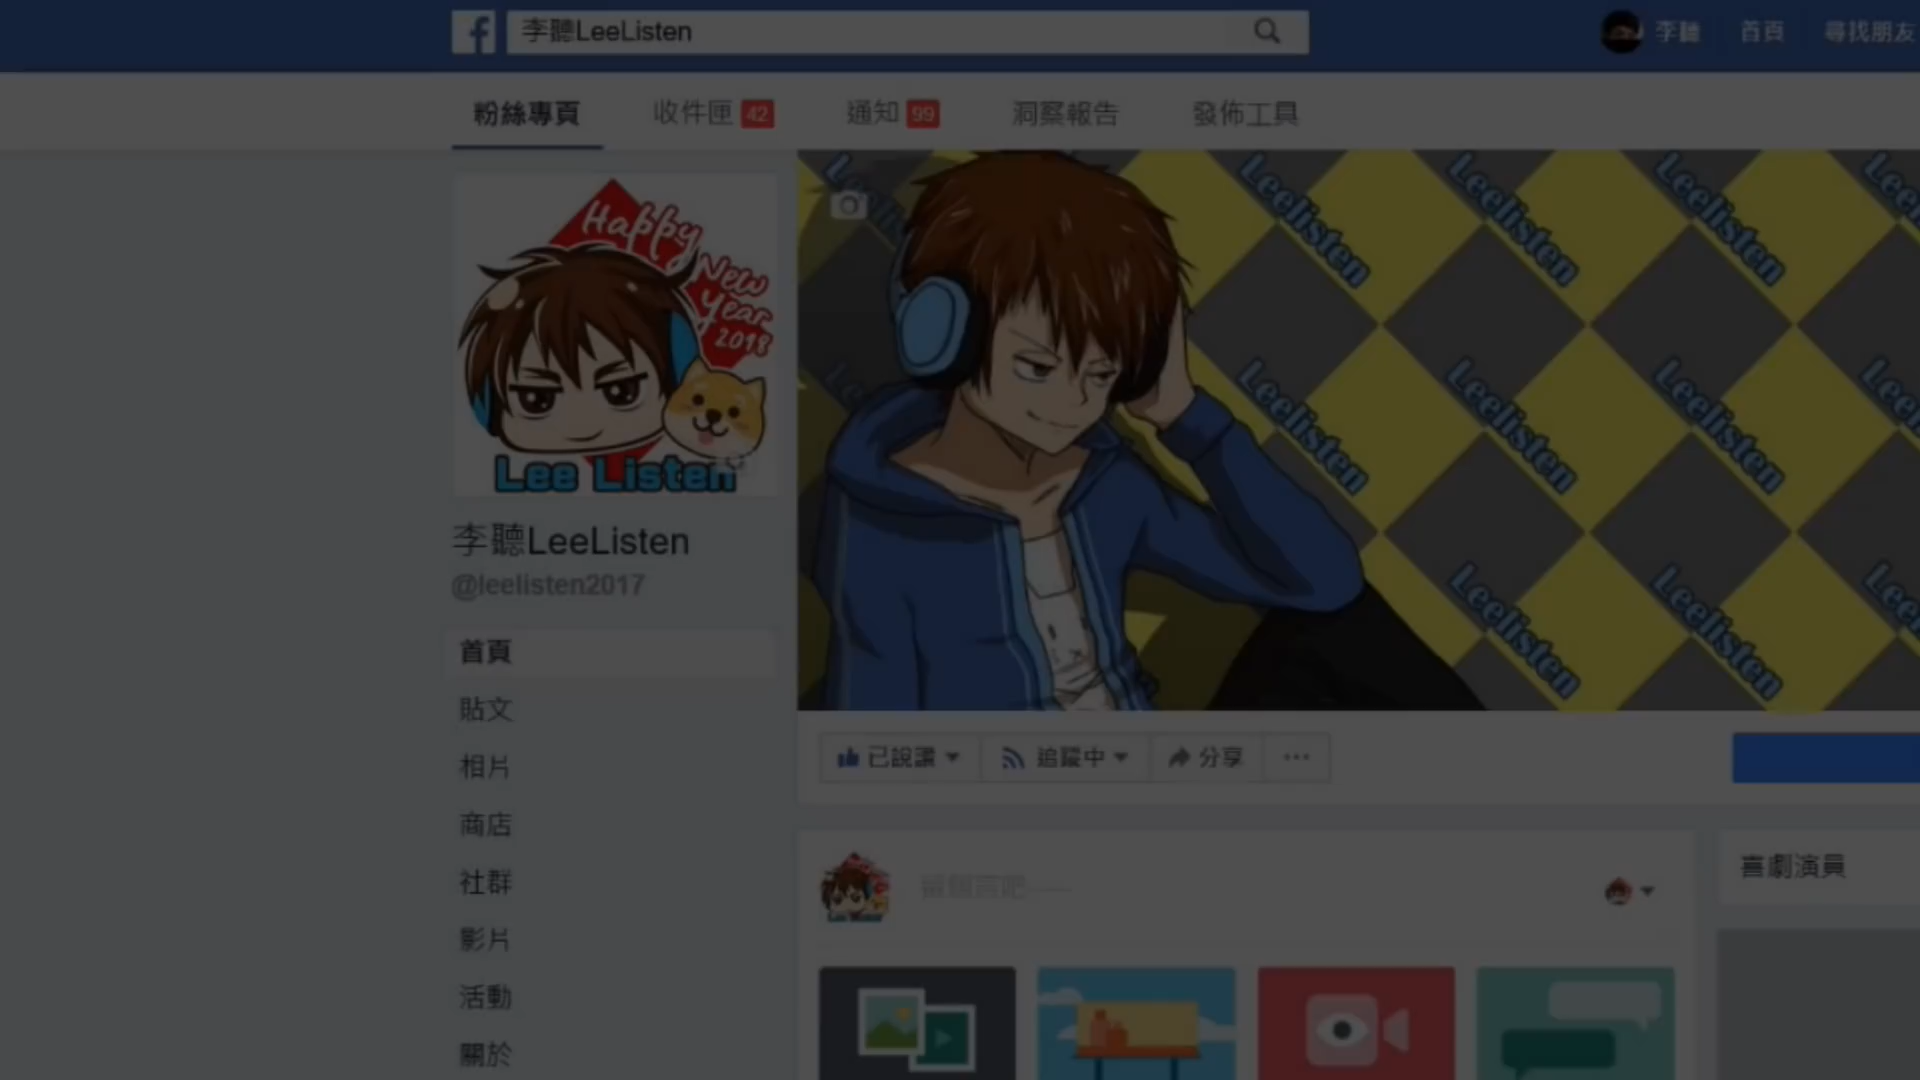 李聽LeeListen
李聽 首頁 尋找朋友
粉絲專頁 收件匣 42 通知 99 洞察報告 發佈工具
Happy
New
Year
2018
Lee Listen
Leelisten Leelisten Leelisten
Leelisten Leelisten Leelisten
Leelisten Leelisten
李聽LeeListen
@leelisten2017
首頁
貼文
相片
商店
社群
影片
活動
關於
已說讚 追蹤中 分享 ...
留個言吧......
喜劇演員